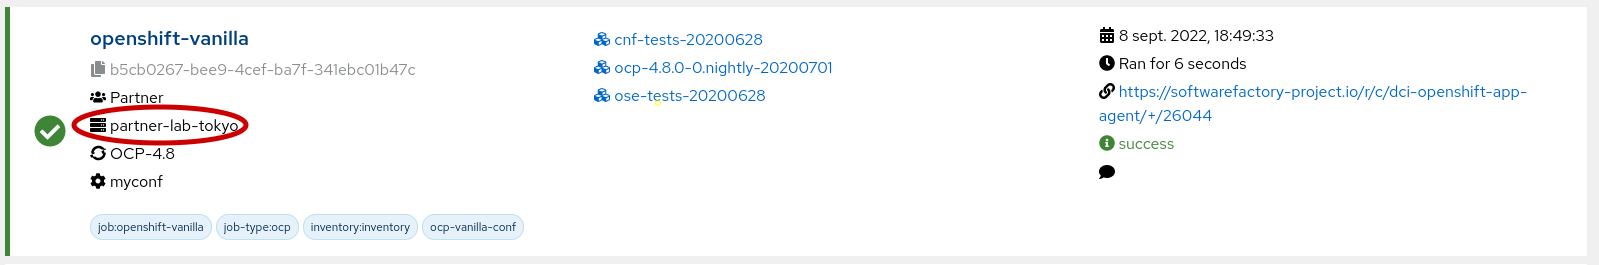 openshift-vanilla
b5cb0267-bee9-4cef-ba7f-341ebc01b47c
Partner
partner-lab-tokyo
OCP-4.8
myconf
job:openshift-vanilla job-type:ocp inventory:inventory ocp-vanilla-conf
cnf-tests-20200628
ocp-4.8.0-0.nightly-20200701
ose-tests-20200628
8 sept. 2022, 18:49:33
Ran for 6 seconds
https://softwarefactory-project.io/r/c/dci-openshift-app-
agent/+/26044
success